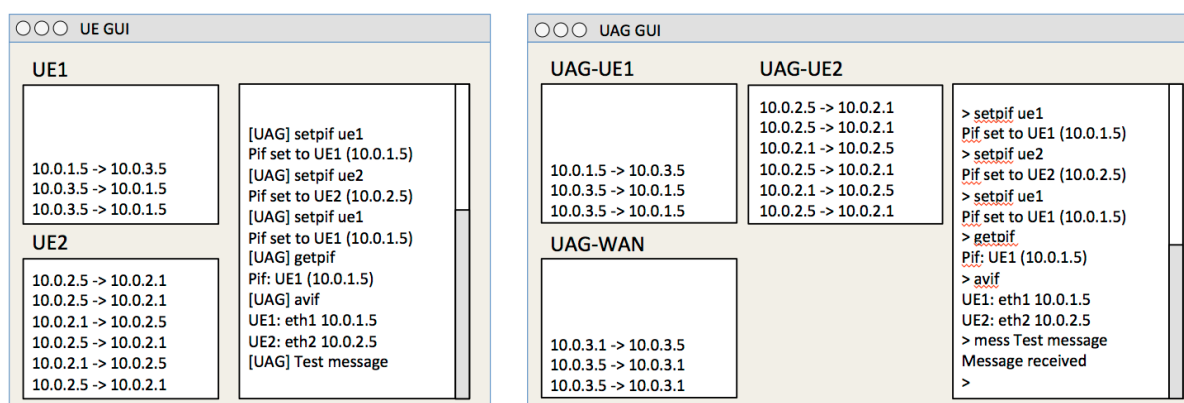 UE GUI
UE1
10.0.1.5 -> 10.0.3.5
10.0.3.5 -> 10.0.1.5
10.0.3.5 -> 10.0.1.5
UE2
10.0.2.5 -> 10.0.2.1
10.0.2.5 -> 10.0.2.1
10.0.2.1 -> 10.0.2.5
10.0.2.5 -> 10.0.2.1
10.0.2.1 -> 10.0.2.5
10.0.2.5 -> 10.0.2.1
[UAG] setpif ue1
Pif set to UE1 (10.0.1.5)
[UAG] setpif ue2
Pif set to UE2 (10.0.2.5)
[UAG] setpif ue1
Pif set to UE1 (10.0.1.5)
[UAG] getpif
Pif: UE1 (10.0.1.5)
[UAG] avif
UE1: eth1 10.0.1.5
UE2: eth2 10.0.2.5
[UAG] Test message
UAG GUI
UAG-UE1
10.0.1.5 -> 10.0.3.5
10.0.3.5 -> 10.0.1.5
10.0.3.5 -> 10.0.1.5
UAG-UE2
10.0.2.5 -> 10.0.2.1
10.0.2.5 -> 10.0.2.1
10.0.2.1 -> 10.0.2.5
10.0.2.5 -> 10.0.2.1
10.0.2.1 -> 10.0.2.5
10.0.2.5 -> 10.0.2.1
UAG-WAN
10.0.3.1 -> 10.0.3.5
10.0.3.5 -> 10.0.3.1
10.0.3.5 -> 10.0.3.1
> setpif ue1
Pif set to UE1 (10.0.1.5)
> setpif ue2
Pif set to UE2 (10.0.2.5)
> setpif ue1
Pif set to UE1 (10.0.1.5)
> getpif
Pif: UE1 (10.0.1.5)
> avif
UE1: eth1 10.0.1.5
UE2: eth2 10.0.2.5
> mess Test message
Message received
>